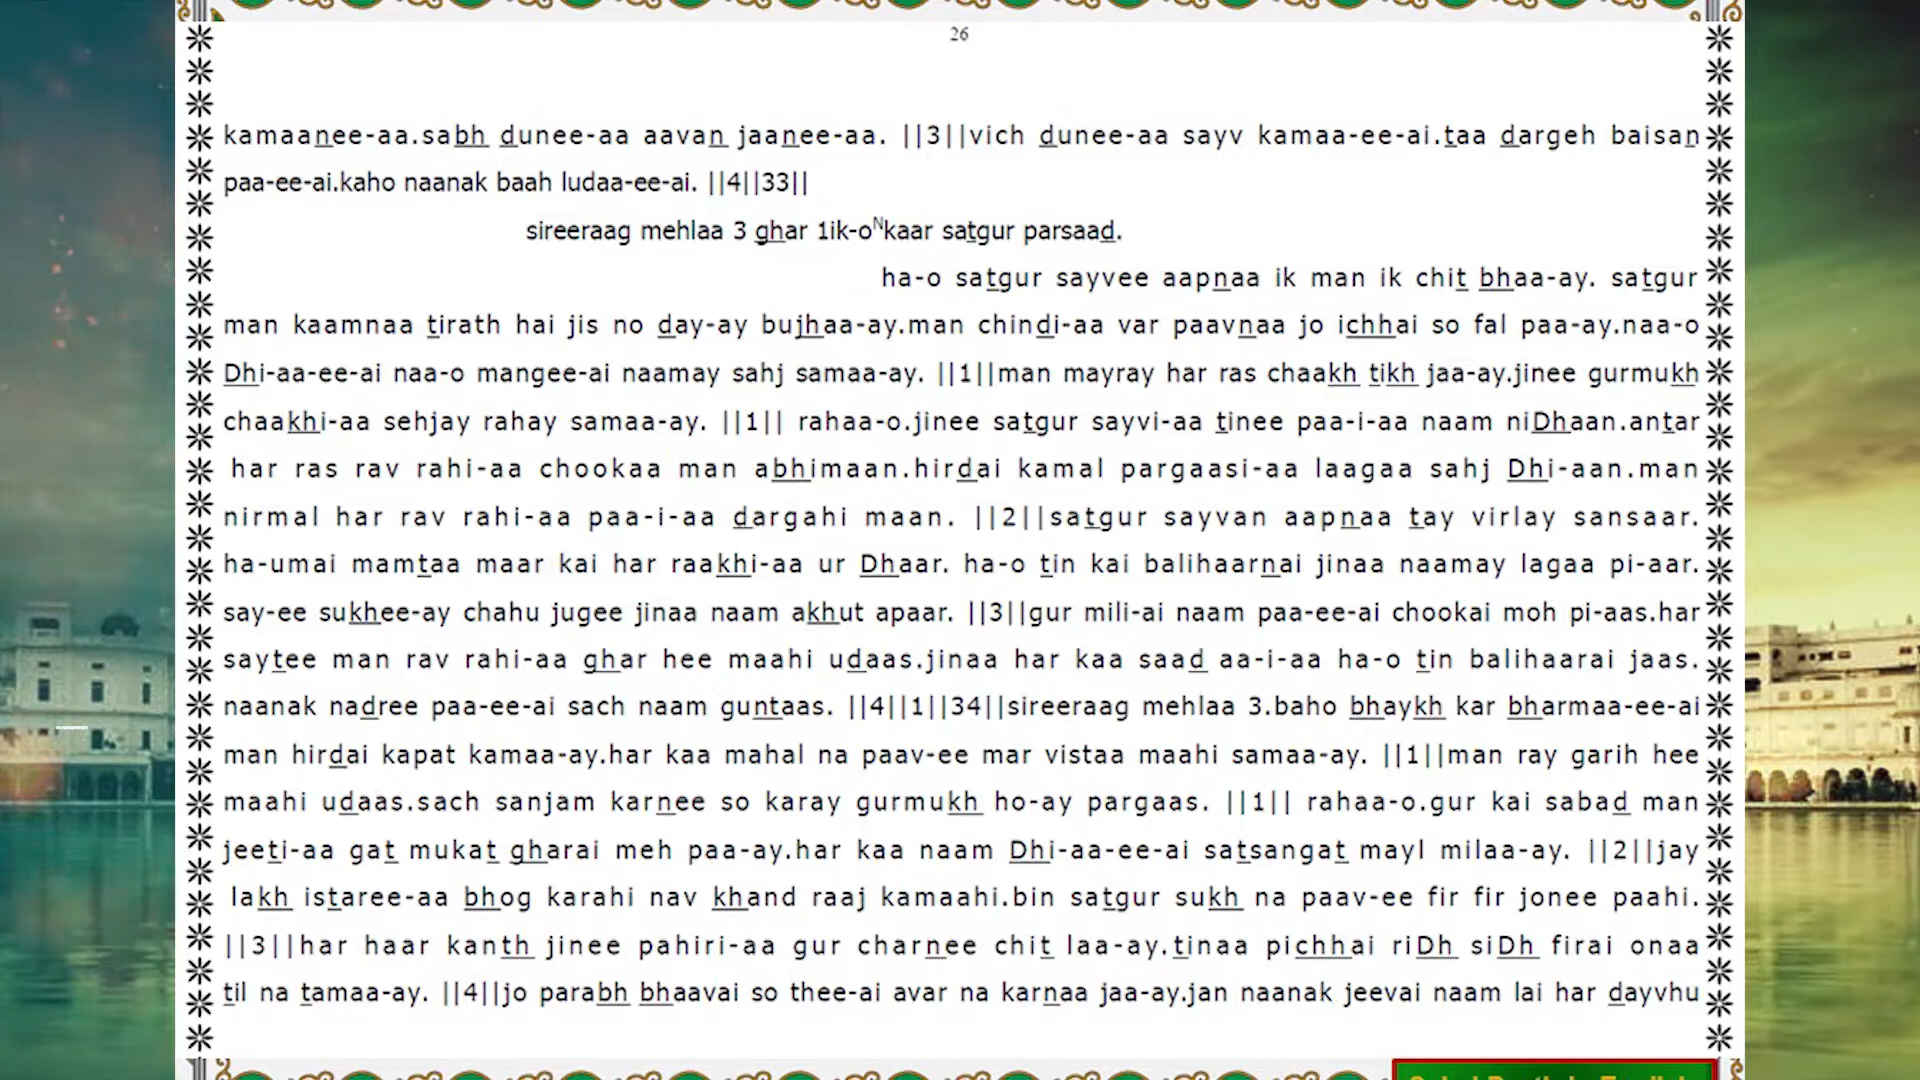 26
kamaanee-aa.sabh dunee-aa aavan jaanee-aa. ||3||vich dunee-aa sayv kamaa-ee-ai.taa dargeh baisan
paa-ee-ai.kaho naanak baah ludaa-ee-ai. ||4||33||
sireeraag mehlaa 3 ghar 1ik-oNkaar satgur parsaad.
ha-o satgur sayvee aapnaa ik man ik chit bhaa-ay. satgur
man kaamnaa tirath hai jis no day-ay bujhaa-ay.man chindi-aa var paavnaa jo ichhai so fal paa-ay.naa-o
Dhi-aa-ee-ai naa-o mangee-ai naamay sahj samaa-ay. ||1||man mayray har ras chaakh tikh jaa-ay.jinee gurmukh
chaakhi-aa sehjay rahay samaa-ay. ||1|| rahaa-o.jinee satgur sayvi-aa tinee paa-i-aa naam niDhaan.antar
har ras rav rahi-aa chookaa man abhimaan.hirdai kamal pargaasi-aa laagaa sahj Dhi-aan.man
nirmal har rav rahi-aa paa-i-aa dargahi maan. ||2||satgur sayvan aapnaa tay virlay sansaar.
ha-umai mamtaa maar kai har raakhi-aa ur Dhaar. ha-o tin kai balihaarnai jinaa naamay lagaa pi-aar.
say-ee sukhee-ay chahu jugee jinaa naam akhut apaar. ||3||gur mili-ai naam paa-ee-ai chookai moh pi-aas.har
saytee man rav rahi-aa ghar hee maahi udaas.jinaa har kaa saad aa-i-aa ha-o tin balihaarai jaas.
naanak nadree paa-ee-ai sach naam guntaas. ||4||1||34||sireeraag mehlaa 3.baho bhaykh kar bharmaa-ee-ai
man hirdai kapat kamaa-ay.har kaa mahal na paav-ee mar vistaa maahi samaa-ay. ||1||man ray garih hee
maahi udaas.sach sanjam karnee so karay gurmukh ho-ay pargaas. ||1|| rahaa-o.gur kai sabad man
jeeti-aa gat mukat gharai meh paa-ay.har kaa naam Dhi-aa-ee-ai satsangat mayl milaa-ay. ||2||jay
lakh istaree-aa bhog karahi nav khand raaj kamaahi.bin satgur sukh na paav-ee fir fir jonee paahi.
||3||har haar kanth jinee pahiri-aa gur charnee chit laa-ay.tinaa pichhai riDh siDh firai onaa
til na tamaa-ay. ||4||jo parabh bhaavai so thee-ai avar na karnaa jaa-ay.jan naanak jeevai naam lai har dayvhu